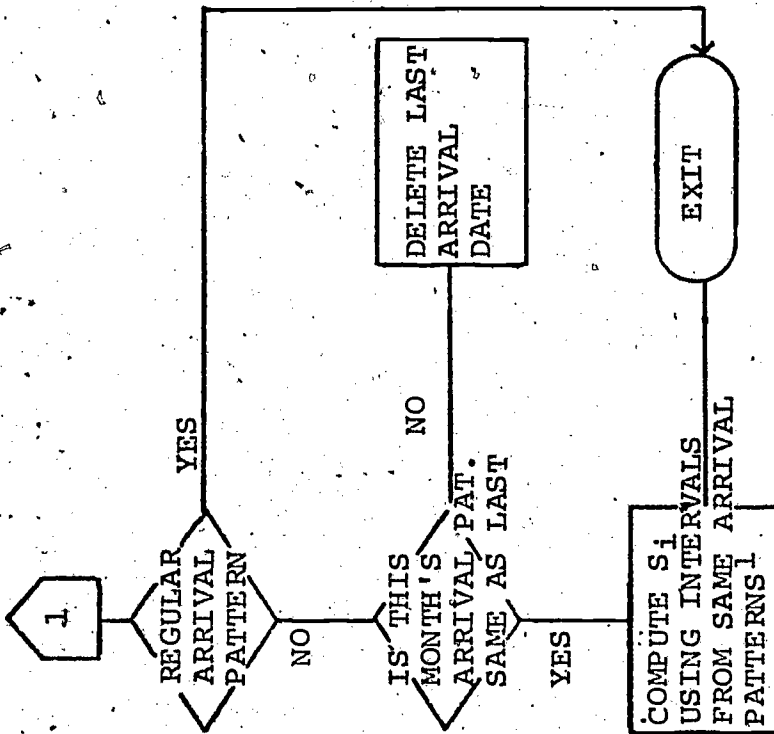 1
REGULAR
ARRIVAL
PATTERN
YES
NO
IS THIS
MONTH'S
ARRIVAL PAT.
SAME AS LAST
NO
DELETE LAST
ARRIVAL
DATE
YES
COMPUTE Si
USING INTERVALS
FROM SAME ARRIVAL
PATTERNS1
EXIT